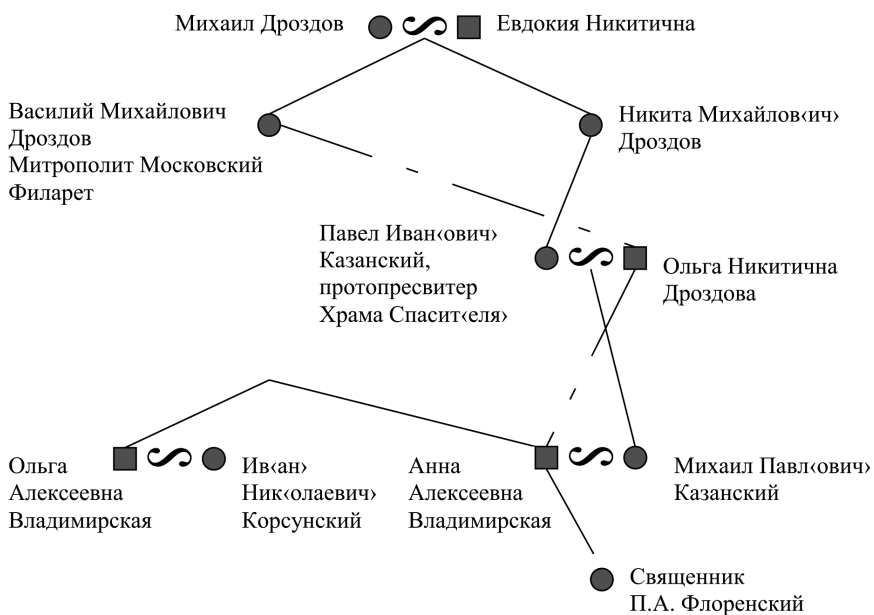 Михаил Дроздов
Евдокия Никитична
Василий Михайлович
Дроздов
Митрополит Московский
Филарет
Никита Михайлов‹ич›
Дроздов
Павел Иван‹ович›
Казанский,
протопресвитер
Храма Спасит‹еля›
Ольга Никитична
Дроздова
Ольга
Алексеевна
Владимирская
Ив‹ан›
Ник‹олаевич›
Корсунский
Анна
Алексеевна
Владимирская
Михаил Павл‹ович›
Казанский
Священник
П.А. Флоренский